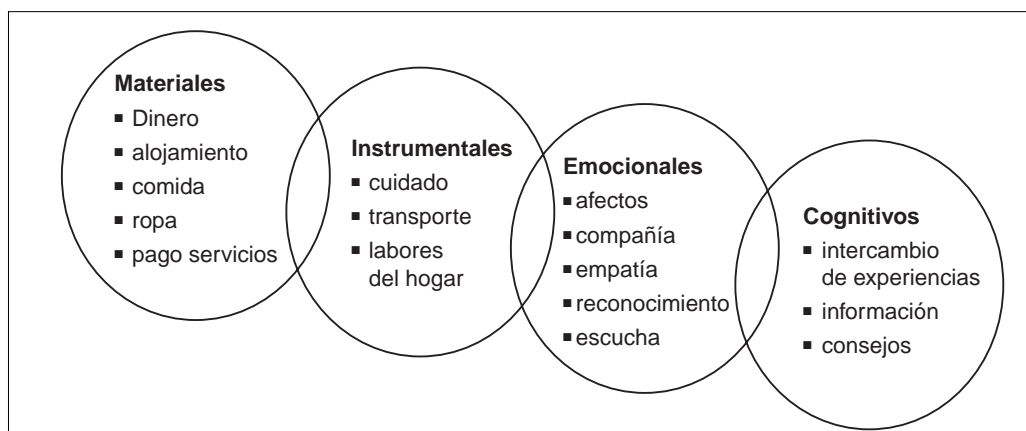 Materiales
▪ Dinero
▪ alojamiento
▪ comida
▪ ropa
▪ pago servicios
Instrumentales
▪ cuidado
▪ transporte
▪ labores
del hogar
Emocionales
▪ afectos
▪ compañía
▪ empatía
▪ reconocimiento
▪ escucha
Cognitivos
▪ intercambio
de experiencias
▪ información
▪ consejos